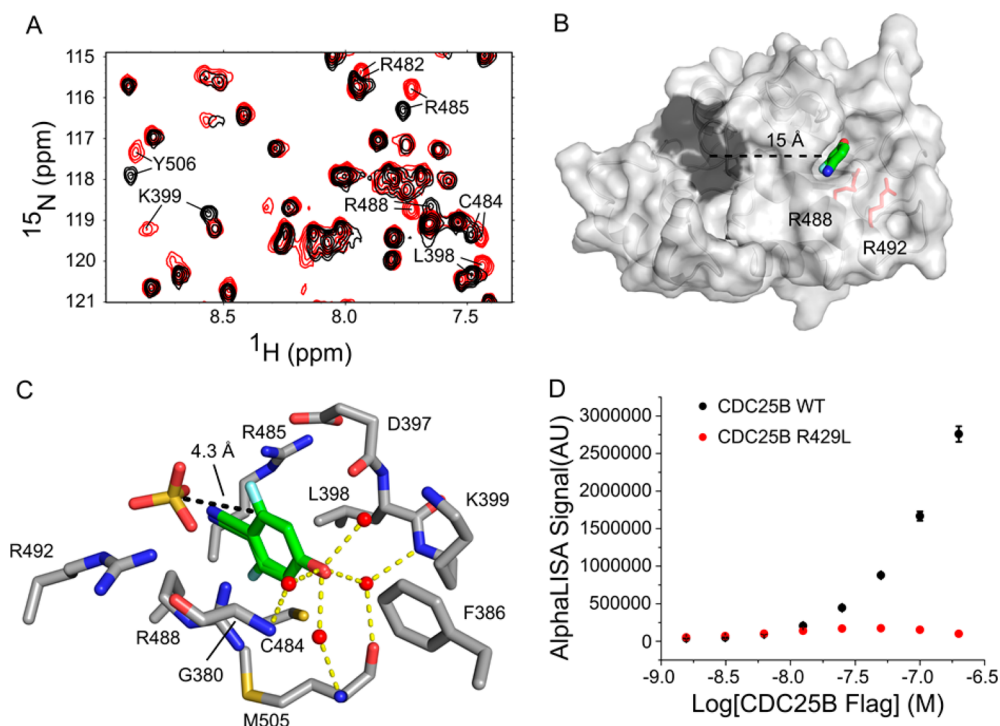 A
115
116
117
118
119
120
121
15N (ppm)
8.5
8.0
7.5
1H (ppm)
R482
R485
Y506
K399
R488
C484
L398
B
15 Å
R488
R492
C
D397
R485
4.3 Å
L398
K399
R492
F386
R488
C484
G380
M505
D
CDC25B WT
CDC25B R429L
AlphaLISA Signal(AU)
3000000
2500000
2000000
1500000
1000000
500000
0
-9.0
-8.5
-8.0
-7.5
-7.0
-6.5
Log[CDC25B Flag] (M)